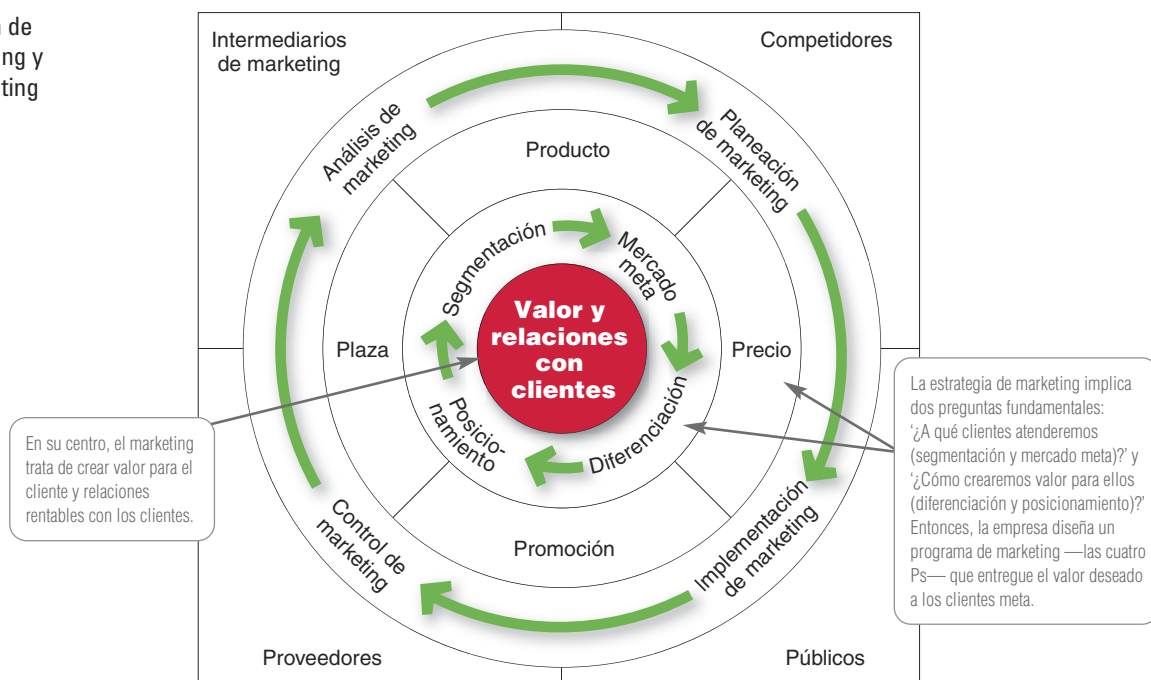 n de
ng y
ting
Intermediarios
de marketing
Competidores
Análisis de
marketing
Planeación
de marketing
Producto
Segmentación
Mercado
meta
Valor y
relaciones
con
clientes
Plaza
Precio
Posicio-
namiento
Diferenciación
Control de
marketing
Promoción
Implementación
de marketing
Proveedores
Públicos
En su centro, el marketing
trata de crear valor para el
cliente y relaciones
rentables con los clientes.
La estrategia de marketing implica
dos preguntas fundamentales:
‘¿A qué clientes atenderemos
(segmentación y mercado meta)?’ y
‘¿Cómo crearemos valor para ellos
(diferenciación y posicionamiento)?’
Entonces, la empresa diseña un
programa de marketing —las cuatro
Ps— que entregue el valor deseado
a los clientes meta.